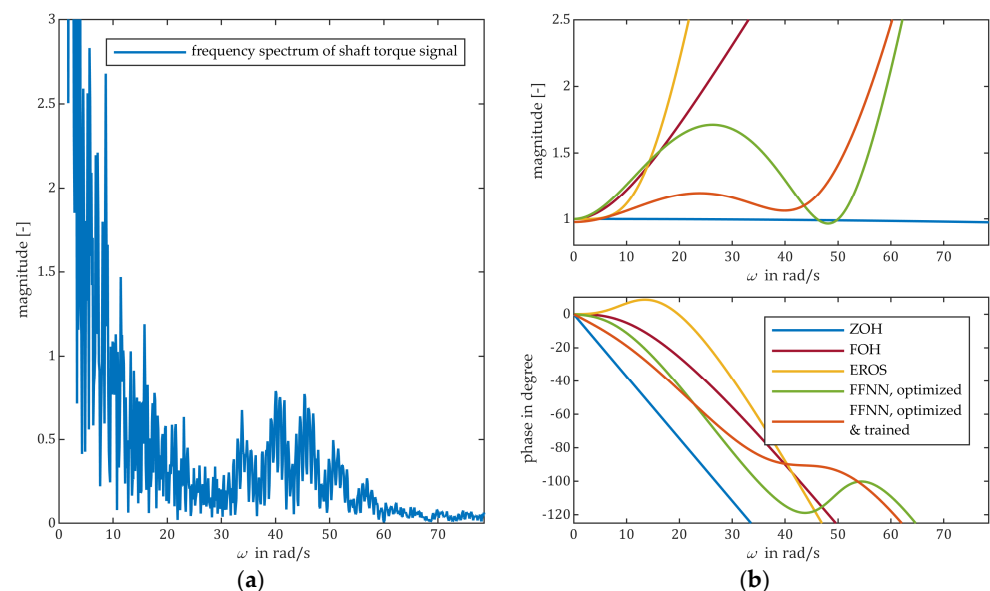 3
2.5
2
1.5
1
0.5
0
magnitude [-]
frequency spectrum of shaft torque signal
0 10 20 30 40 50 60 70
ω in rad/s
(a)
2.5
2
1.5
1
magnitude [-]
0 10 20 30 40 50 60 70
ω in rad/s
0
-20
-40
-60
-80
-100
-120
phase in degree
ZOH
FOH
EROS
FFNN, optimized
FFNN, optimized
& trained
0 10 20 30 40 50 60 70
ω in rad/s
(b)